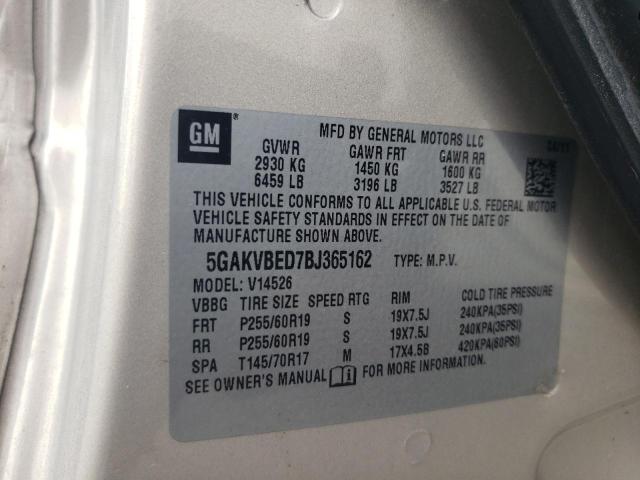 GM
MFD BY GENERAL MOTORS LLC
GVWR GAWR FRT GAWR RR
2930 KG 1450 KG 1600 KG
6459 LB 3196 LB 3527 LB
THIS VEHICLE CONFORMS TO ALL APPLICABLE U.S. FEDERAL MOTOR
VEHICLE SAFETY STANDARDS IN EFFECT ON THE DATE OF
MANUFACTURE SHOWN ABOVE.
5GAKVBED7BJ365162 TYPE: M.P.V.
MODEL: V14526
VBBG TIRE SIZE SPEED RTG RIM COLD TIRE PRESSURE
FRT P255/60R19 S 19X7.5J 240KPA(35PSI)
RR P255/60R19 S 19X7.5J 240KPA(35PSI)
SPA T145/70R17 M 17X4.5B 420KPA(60PSI)
SEE OWNER'S MANUAL FOR MORE INFORMATION.